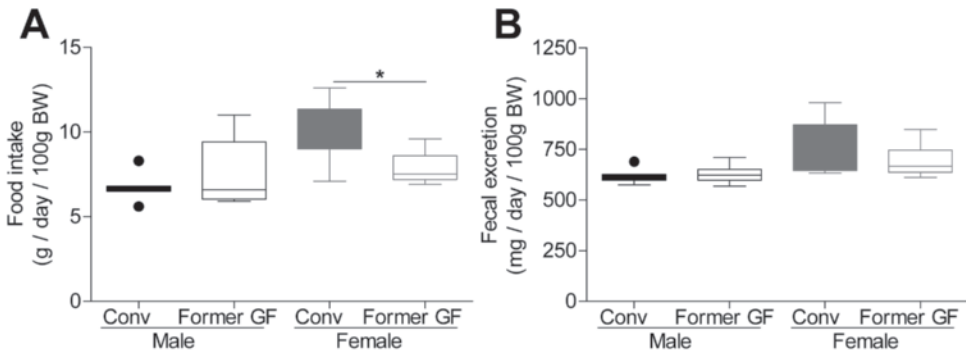 A
Food intake
(g / day / 100g BW)
15
10
5
0
*
Conv Former GF Conv Former GF
Male Female
B
Fecal excretion
(mg / day / 100g BW)
1250
1000
750
500
250
0
Conv Former GF Conv Former GF
Male Female